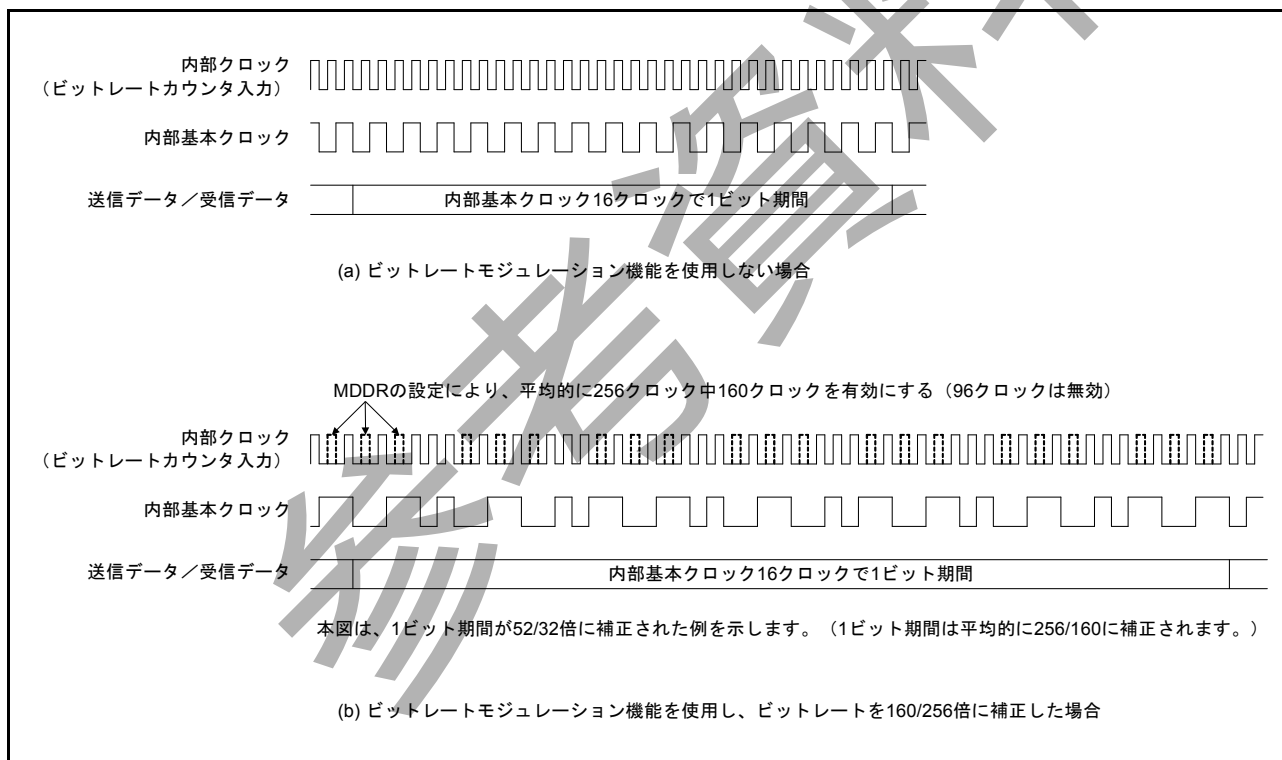 内部クロック
（ビットレートカウンタ入力）
内部基本クロック
送信データ／受信データ
内部基本クロック16クロックで1ビット期間
(a) ビットレートモジュレーション機能を使用しない場合
MDDRの設定により、平均的に256クロック中160クロックを有効にする（96クロックは無効）
内部クロック
（ビットレートカウンタ入力）
内部基本クロック
送信データ／受信データ
内部基本クロック16クロックで1ビット期間
本図は、1ビット期間が52/32倍に補正された例を示します。（1ビット期間は平均的に256/160に補正されます。）
(b) ビットレートモジュレーション機能を使用し、ビットレートを160/256倍に補正した場合
参考資料